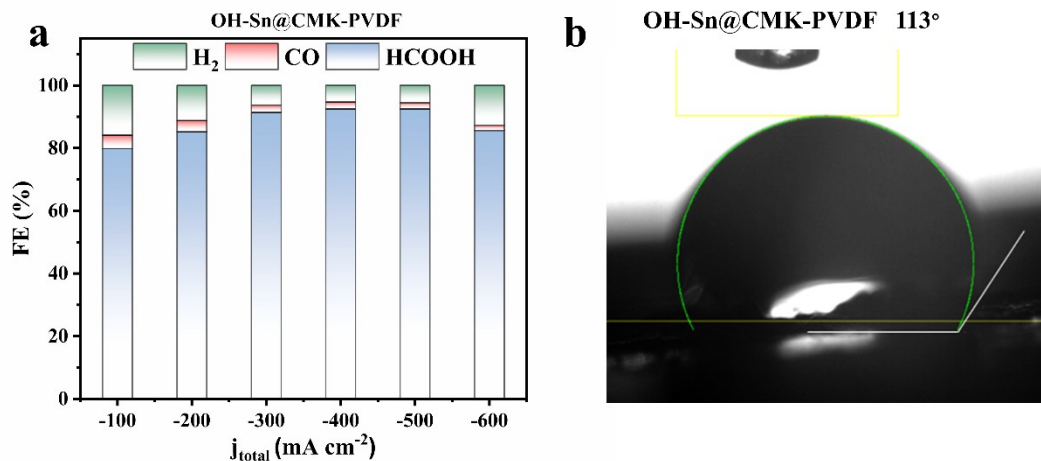 a
OH-Sn@CMK-PVDF
H₂ CO HCOOH
FE (%)
100
80
60
40
20
0
-100 -200 -300 -400 -500 -600
j_total (mA cm⁻²)
b
OH-Sn@CMK-PVDF 113°